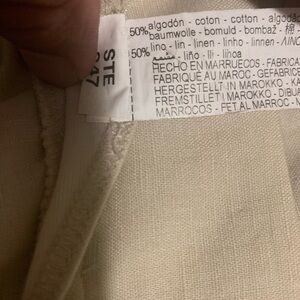 STE
247
50% algodón - coton - cotton - algodã
baumwolle - bomuld - bombaž - 棉
50% lino - lin - linen - linho - linnen - ΛΙΝΟ
liño - lli - lihoa
HECHO EN MARRUECOS - FABRICA
FABRIQUÉ AU MAROC - GEFABRIC
HERGESTELLT IN MAROKKO - KA
FREMSTILLET I MAROKKO - DIBUA
MARROCOS - FET AL MARROC